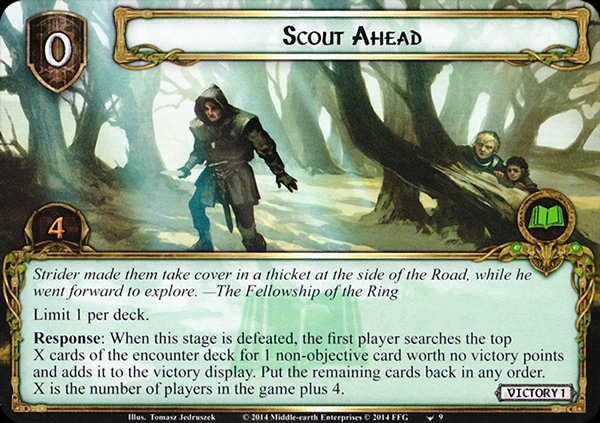 0
SCOUT AHEAD
4
Strider made them take cover in a thicket at the side of the Road, while he
went forward to explore. —The Fellowship of the Ring
Limit 1 per deck.
Response: When this stage is defeated, the first player searches the top
X cards of the encounter deck for 1 non-objective card worth no victory points
and adds it to the victory display. Put the remaining cards back in any order.
X is the number of players in the game plus 4.
VICTORY 1
Illus. Tomasz Jedruszek
© 2014 Middle-earth Enterprises © 2014 FFG
9